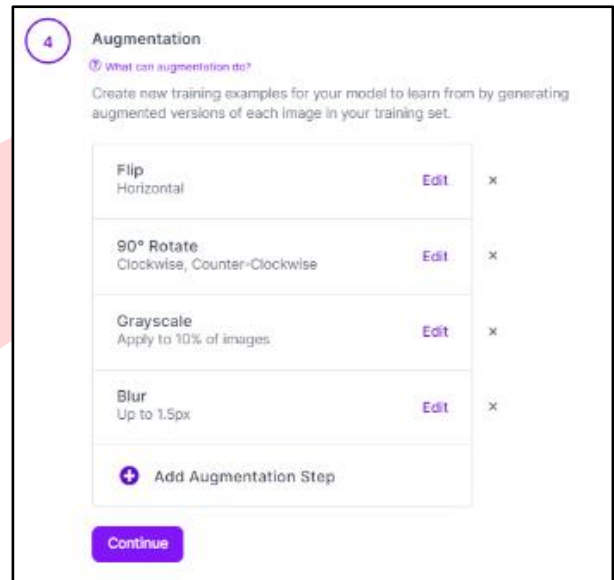 4
Augmentation
? What can augmentation do?
Create new training examples for your model to learn from by generating
augmented versions of each image in your training set.
Flip
Horizontal
Edit ×
90° Rotate
Clockwise, Counter-Clockwise
Edit ×
Grayscale
Apply to 10% of images
Edit ×
Blur
Up to 1.5px
Edit ×
+ Add Augmentation Step
Continue